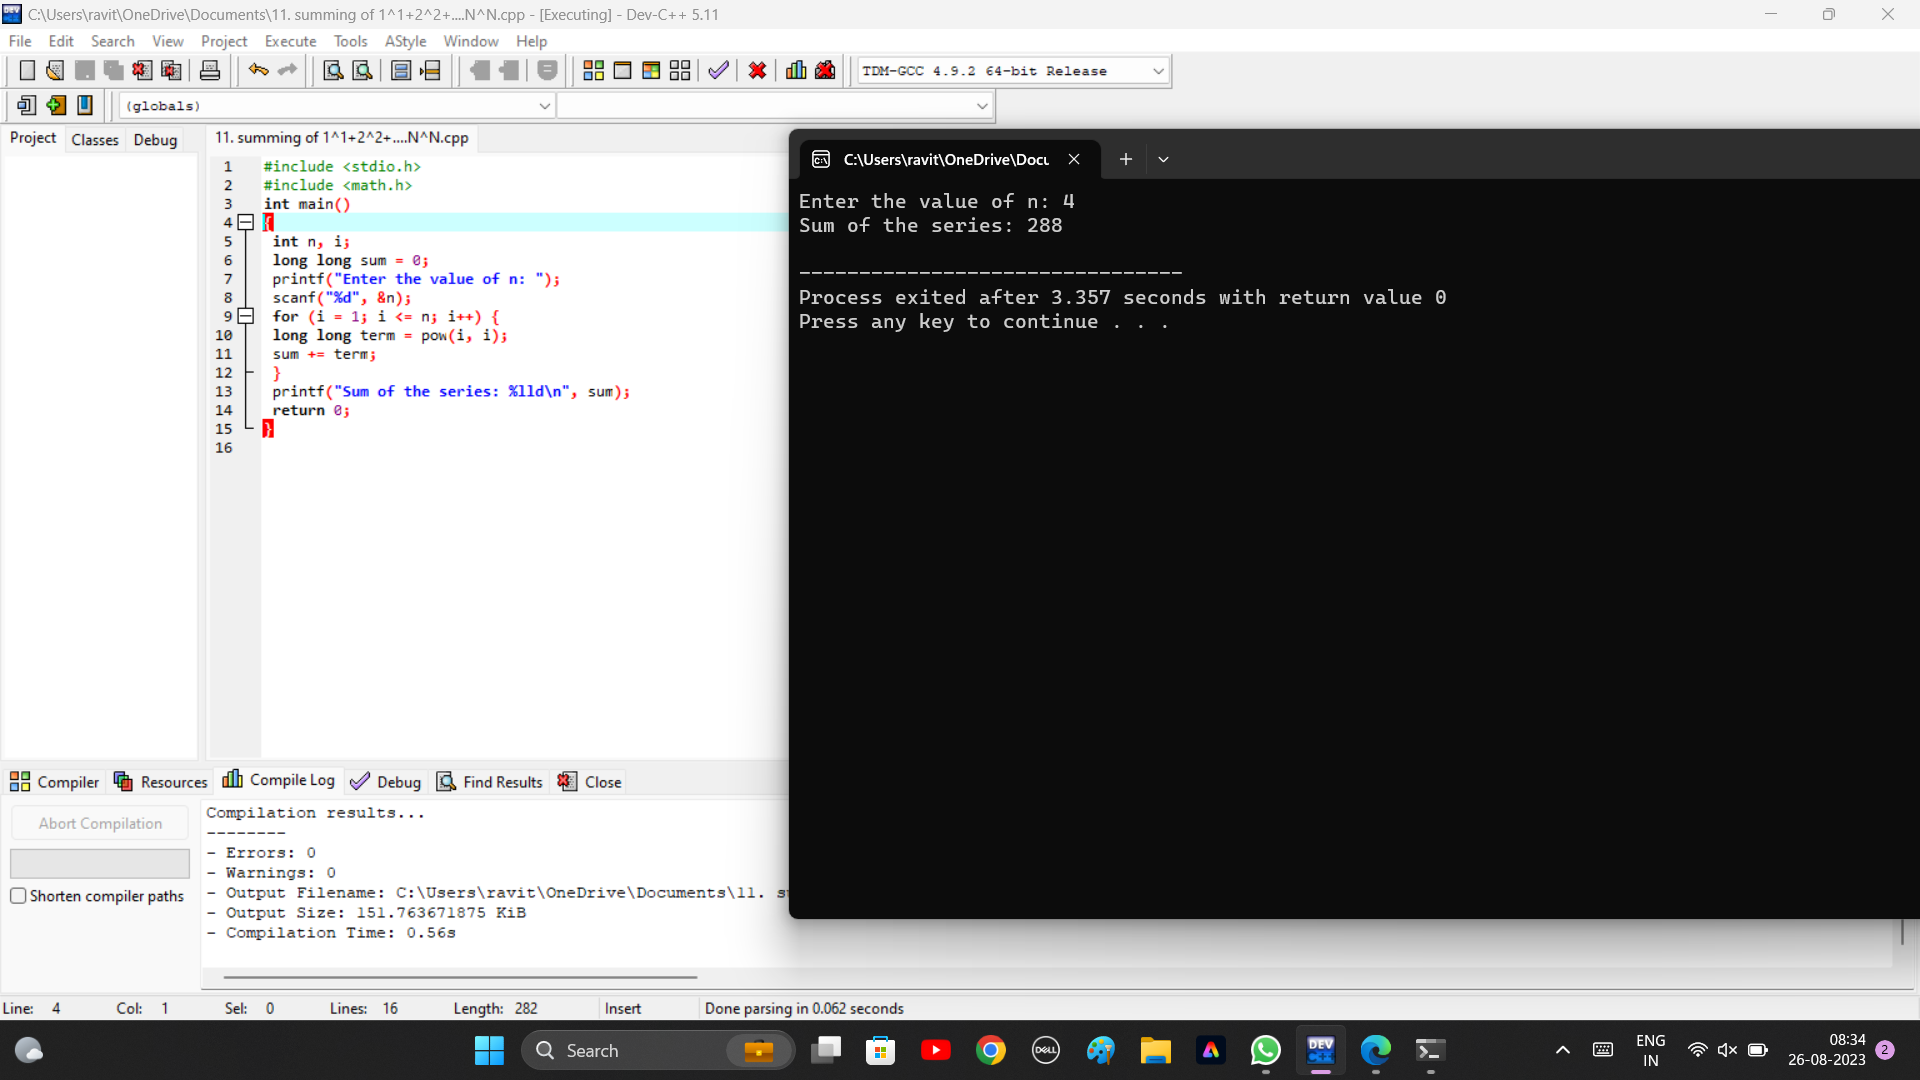 C:\Users\ravit\OneDrive\Documents\11. summing of 1^1+2^2+....N^N.cpp - [Executing] - Dev-C++ 5.11
File Edit Search View Project Execute Tools AStyle Window Help
TDM-GCC 4.9.2 64-bit Release
(globals)
Project Classes Debug
11. summing of 1^1+2^2+....N^N.cpp
1 #include <stdio.h>
2 #include <math.h>
3 int main()
4 {
5 int n, i;
6 long long sum = 0;
7 printf("Enter the value of n: ");
8 scanf("%d", &n);
9 for (i = 1; i <= n; i++) {
10 long long term = pow(i, i);
11 sum += term;
12 }
13 printf("Sum of the series: %lld\n", sum);
14 return 0;
15 }
16
C:\Users\ravit\OneDrive\Docu
Enter the value of n: 4
Sum of the series: 288
--------------------------------
Process exited after 3.357 seconds with return value 0
Press any key to continue . . .
Compiler Resources Compile Log Debug Find Results Close
Abort Compilation
Shorten compiler paths
Compilation results...
--------
- Errors: 0
- Warnings: 0
- Output Filename: C:\Users\ravit\OneDrive\Documents\11. s
- Output Size: 151.763671875 KiB
- Compilation Time: 0.56s
Line: 4 Col: 1 Sel: 0 Lines: 16 Length: 282 Insert Done parsing in 0.062 seconds
Search
DELL
DEV
ENG
IN
08:34
26-08-2023
2